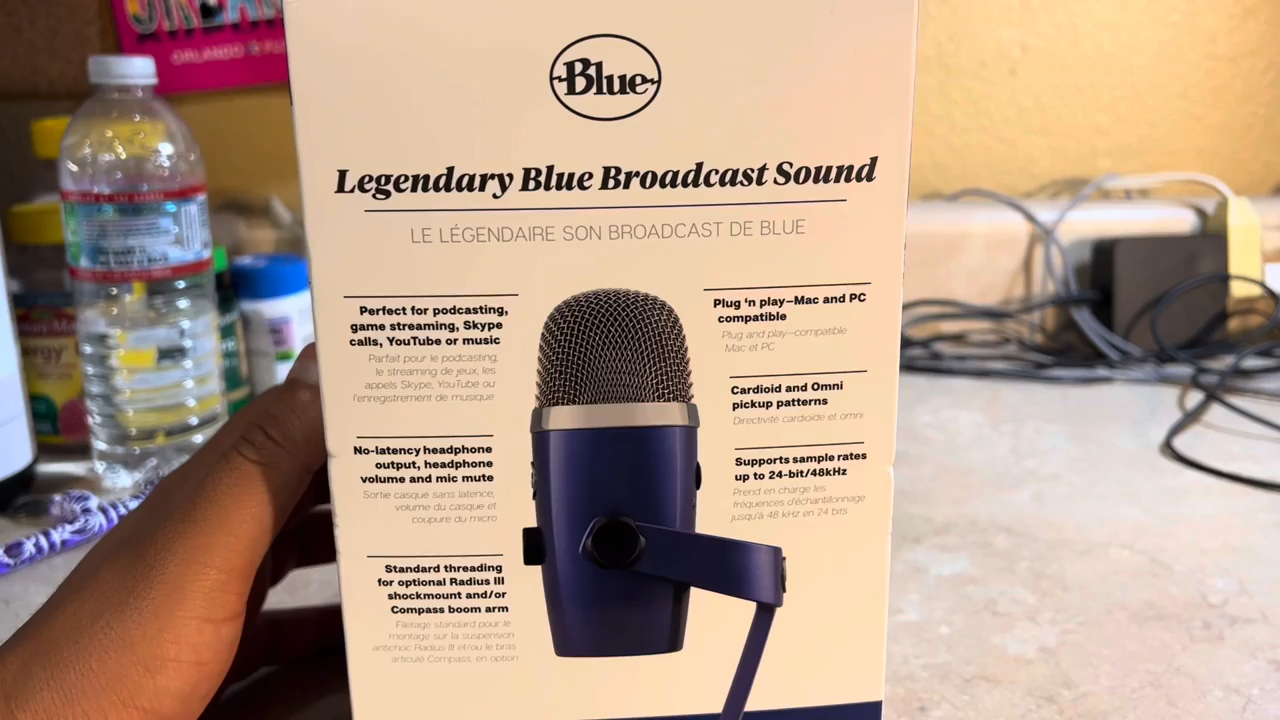 ORLANDO
Blue
Legendary Blue Broadcast Sound
LE LÉGENDAIRE SON BROADCAST DE BLUE
Perfect for podcasting,
game streaming, Skype
calls, YouTube or music
Parfait pour le podcasting,
le streaming de jeux, les
appels Skype, YouTube ou
l'enregistrement de musique
No-latency headphone
output, headphone
volume and mic mute
Sortie casque sans latence,
volume du casque et
coupure du micro
Standard threading
for optional Radius III
shockmount and/or
Compass boom arm
Filetage standard pour le
montage sur la suspension
antichoc Radius III et/ou le bras
articulé Compass, en option
Plug 'n play—Mac and PC
compatible
Plug and play—compatible
Mac et PC
Cardioid and Omni
pickup patterns
Directivité cardioïde et omni
Supports sample rates
up to 24-bit/48kHz
Prend en charge les
fréquences d'échantillonnage
jusqu'à 48 kHz en 24 bits